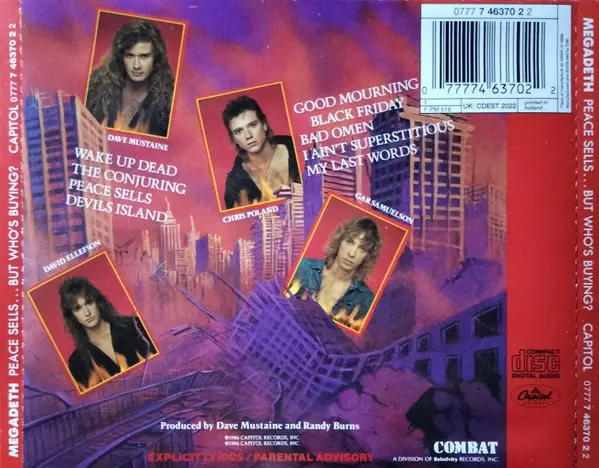 MEGADETH PEACE SELLS... BUT WHO'S BUYING? CAPITOL 0777 7 46370 2 2
DAVE MUSTAINE
WAKE UP DEAD
THE CONJURING
PEACE SELLS
DEVILS ISLAND
CHRIS POLAND
GOOD MOURNING
BLACK FRIDAY
BAD OMEN
I AIN'T SUPERSTITIOUS
MY LAST WORDS
DAVID ELLEFSON
GAR SAMUELSON
0777 7 46370 2 2
0 77774 63702 2
F:PM 516
UK: CDEST 2022
printed in
holland
COMPACT
disc
DIGITAL AUDIO
Capitol
Produced by Dave Mustaine and Randy Burns
℗1986 CAPITOL RECORDS, INC.
©1986 CAPITOL RECORDS, INC.
EXPLICIT LYRICS / PARENTAL ADVISORY
COMBAT
A DIVISION OF Relativity RECORDS, INC.
MEGADETH PEACE SELLS... BUT WHO'S BUYING? CAPITOL 0777 7 46370 2 2